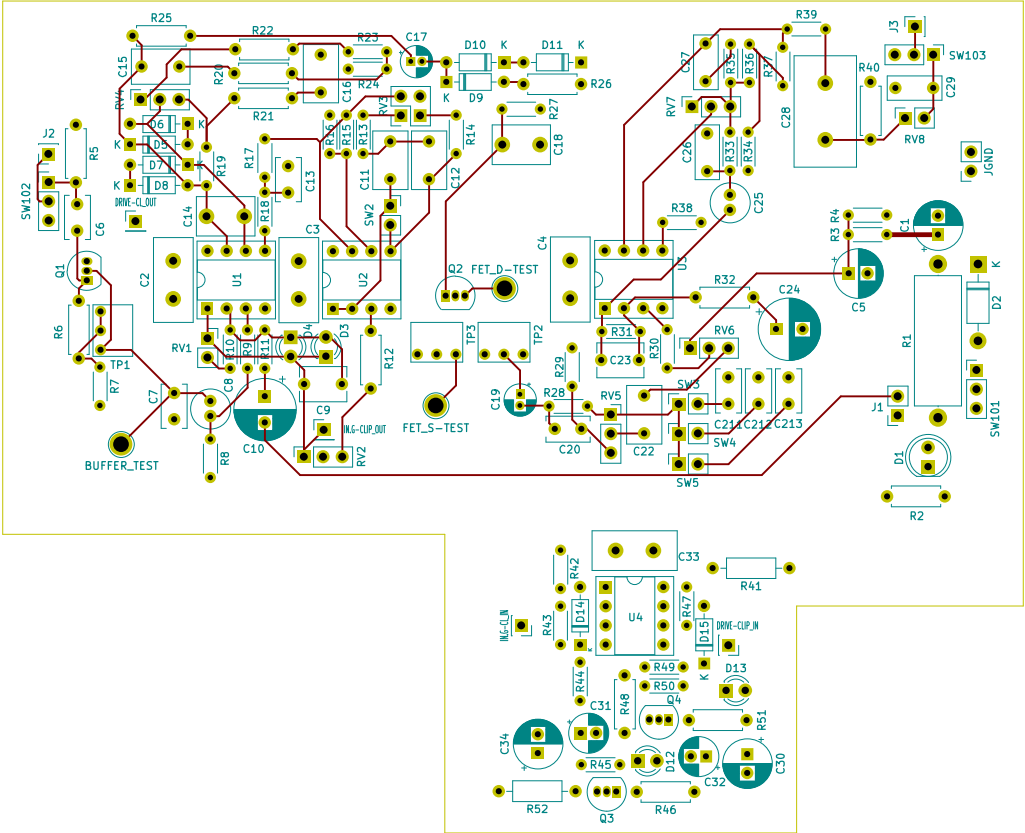 R25
R22
R23
C17
D10
K
D11
K
R39
J3
SW103
C15
R20
R24
D9
K
R26
C27
R35
R36
R37
R40
C29
RV4
R21
C16
RV3
R27
RV7
C28
RV8
J2
R5
D6
K
D5
D7
K
K
D8
R19
R17
R16
R15
R13
R14
C18
C26
R33
R34
JGND
SW102
DRIVE-CL_OUT
C13
C11
C12
C6
C14
R18
SW2
C25
R38
R4
R3
C1
C3
C4
Q1
C2
U1
U2
Q2
FET_D-TEST
U3
R32
C5
K
D2
R6
TP1
RV1
R10
R9
R11
D4
D3
R12
TP3
TP2
R31
R30
C24
RV6
R1
R7
C7
C8
C9
R29
C23
SW3
C211
C212
C213
SW101
C19
R28
RV5
J1
C10
IN.G-CLIP_OUT
FET_S-TEST
C20
C22
SW4
BUFFER_TEST
R8
RV2
SW5
D1
R2
R42
C33
R41
IN.G-CL_IN
R43
D14
K
U4
R47
D15
DRIVE-CLIP_IN
R44
R49
R50
K
D13
R48
Q4
R51
C34
C31
R45
D12
C32
C30
R52
Q3
R46